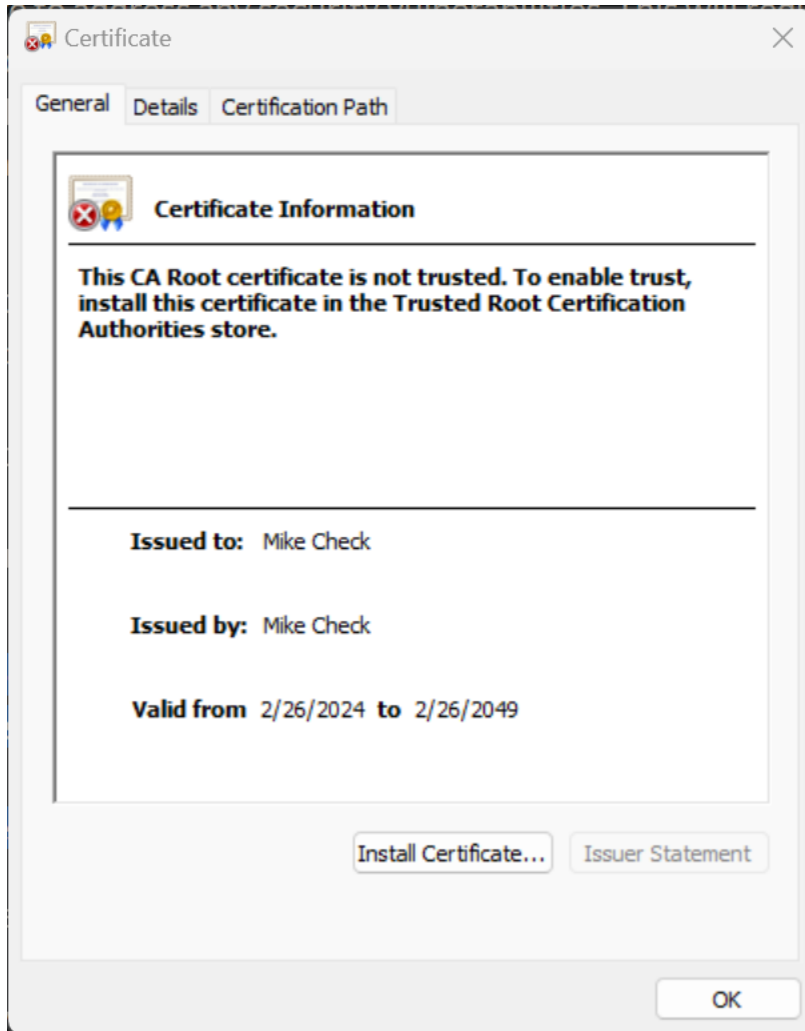 Certificate
General Details Certification Path
Certificate Information
This CA Root certificate is not trusted. To enable trust,
install this certificate in the Trusted Root Certification
Authorities store.
Issued to: Mike Check
Issued by: Mike Check
Valid from 2/26/2024 to 2/26/2049
Install Certificate... Issuer Statement
OK